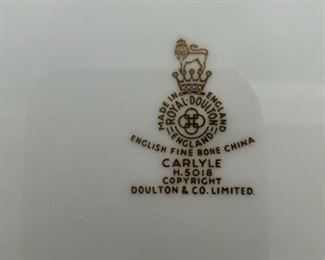 MADE IN ENGLAND
ROYAL·DOULTON
ENGLAND
ENGLISH FINE BONE CHINA
CARLYLE
H.5018
COPYRIGHT
DOULTON & CO. LIMITED.